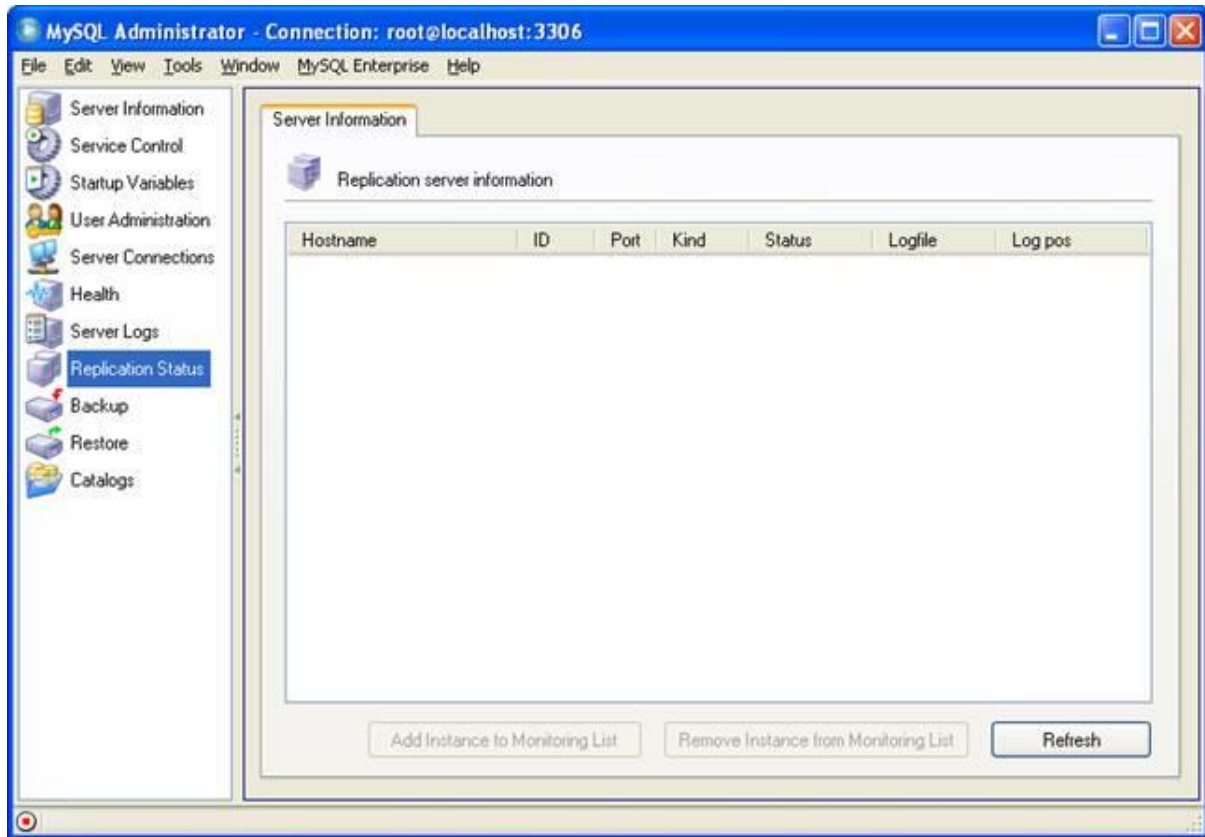 MySQL Administrator - Connection: root@localhost:3306
File Edit View Tools Window MySQL Enterprise Help
Server Information
Service Control
Startup Variables
User Administration
Server Connections
Health
Server Logs
Replication Status
Backup
Restore
Catalogs
Server Information
Replication server information
Hostname ID Port Kind Status Logfile Log pos
Add Instance to Monitoring List Remove Instance from Monitoring List Refresh